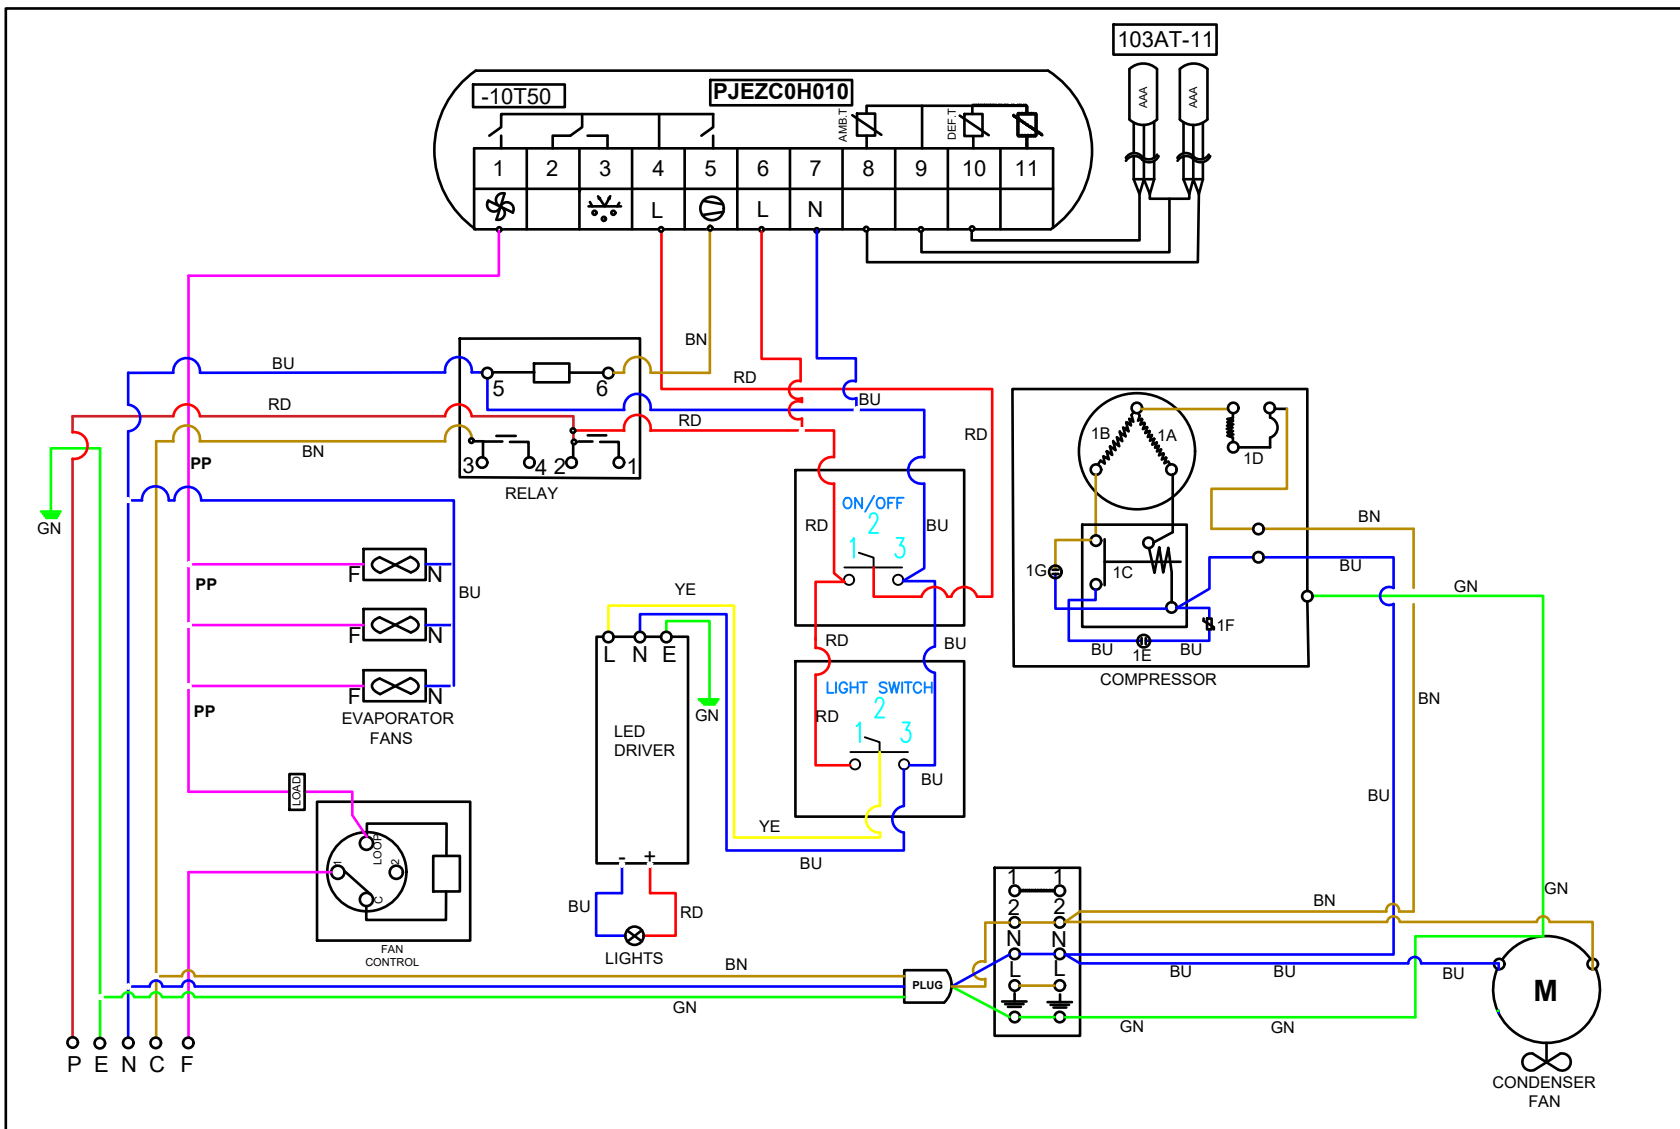 103AT-11
-10T50
PJEZC0H010
AAA AAA
AMB.T
DEF.T
1 2 3 4 5 6 7 8 9 10 11
L L N
BN
BU
RD
BU
RD
RD
RD
BN
PP
5 6
3 4 2 1
RELAY
GN
ON/OFF
RD 2 BU
1 3
1B 1A
1D
BN
1G 1C
BU
GN
1F
BU 1E BU
COMPRESSOR
F N
PP
BU
F N
F N
PP
EVAPORATOR
FANS
YE
L N E
GN
LED
DRIVER
- +
RD
BU
LIGHT SWITCH
RD 2
1 3
BU
YE
BU
BN
BU
LOAD
LOOP
1 2
C
FAN
CONTROL
BU RD
LIGHTS
BN
PLUG
GN
1 1
2 2
N N
L L
BN
GN
BU BU BU
GN GN
M
CONDENSER
FAN
P E N C F